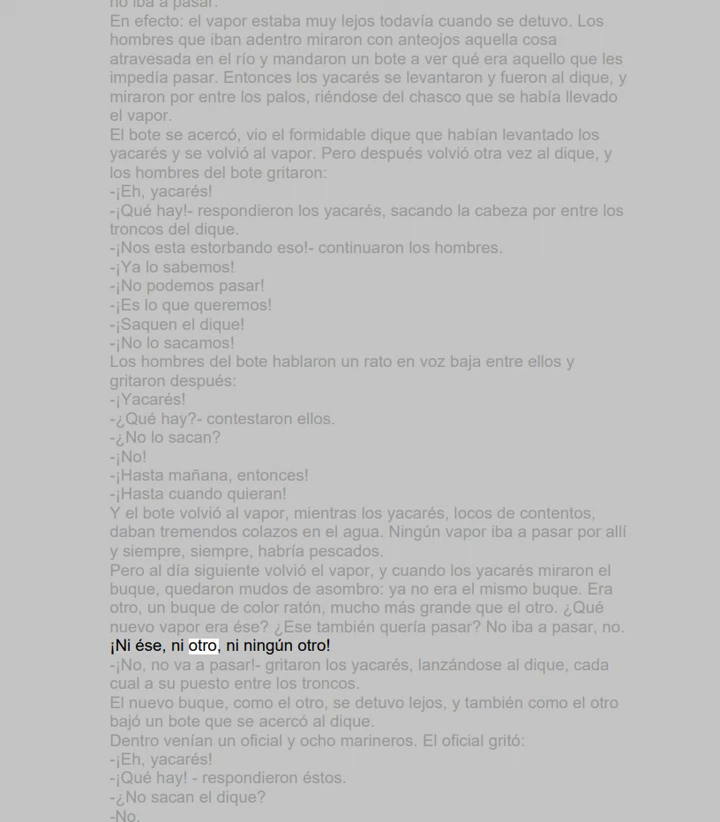 no iba a pasar.
En efecto: el vapor estaba muy lejos todavía cuando se detuvo. Los
hombres que iban adentro miraron con anteojos aquella cosa
atravesada en el río y mandaron un bote a ver qué era aquello que les
impedía pasar. Entonces los yacarés se levantaron y fueron al dique, y
miraron por entre los palos, riéndose del chasco que se había llevado
el vapor.
El bote se acercó, vio el formidable dique que habían levantado los
yacarés y se volvió al vapor. Pero después volvió otra vez al dique, y
los hombres del bote gritaron:
-¡Eh, yacarés!
-¡Qué hay!- respondieron los yacarés, sacando la cabeza por entre los
troncos del dique.
-¡Nos esta estorbando eso!- continuaron los hombres.
-¡Ya lo sabemos!
-¡No podemos pasar!
-¡Es lo que queremos!
-¡Saquen el dique!
-¡No lo sacamos!
Los hombres del bote hablaron un rato en voz baja entre ellos y
gritaron después:
-¡Yacarés!
-¿Qué hay?- contestaron ellos.
-¿No lo sacan?
-¡No!
-¡Hasta mañana, entonces!
-¡Hasta cuando quieran!
Y el bote volvió al vapor, mientras los yacarés, locos de contentos,
daban tremendos colazos en el agua. Ningún vapor iba a pasar por allí
y siempre, siempre, habría pescados.
Pero al día siguiente volvió el vapor, y cuando los yacarés miraron el
buque, quedaron mudos de asombro: ya no era el mismo buque. Era
otro, un buque de color ratón, mucho más grande que el otro. ¿Qué
nuevo vapor era ése? ¿Ese también quería pasar? No iba a pasar, no.
¡Ni ése, ni otro, ni ningún otro!
-¡No, no va a pasar!- gritaron los yacarés, lanzándose al dique, cada
cual a su puesto entre los troncos.
El nuevo buque, como el otro, se detuvo lejos, y también como el otro
bajó un bote que se acercó al dique.
Dentro venían un oficial y ocho marineros. El oficial gritó:
-¡Eh, yacarés!
-¡Qué hay! - respondieron éstos.
-¿No sacan el dique?
-No.